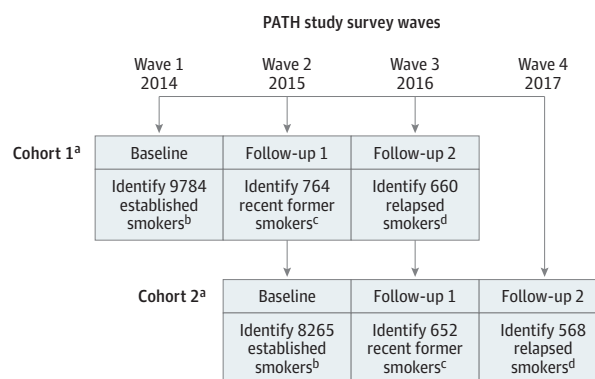 PATH study survey waves
Wave 1 Wave 2 Wave 3 Wave 4
2014 2015 2016 2017
Cohort 1a Baseline Follow-up 1 Follow-up 2
Identify 9784 Identify 764 Identify 660
established recent former relapsed
smokersb smokersc smokersd
Cohort 2a Baseline Follow-up 1 Follow-up 2
Identify 8265 Identify 652 Identify 568
established recent former relapsed
smokersb smokersc smokersd